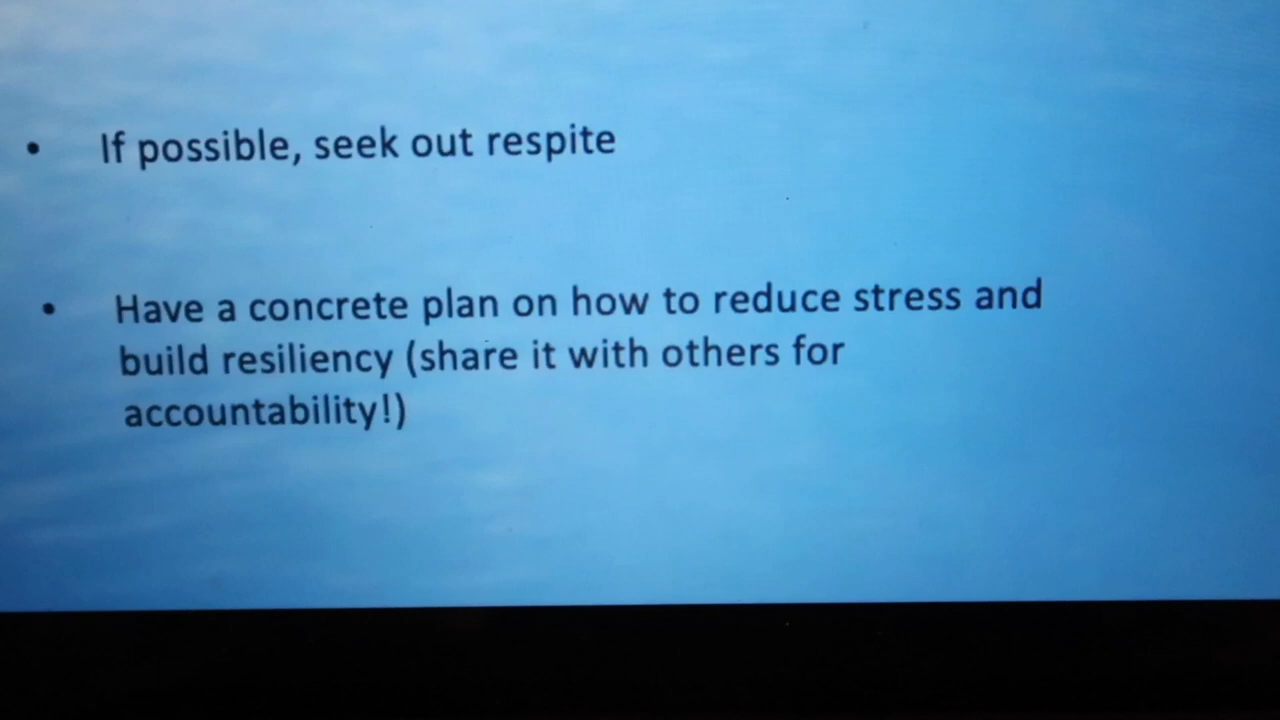 • If possible, seek out respite
• Have a concrete plan on how to reduce stress and
build resiliency (share it with others for
accountability!)